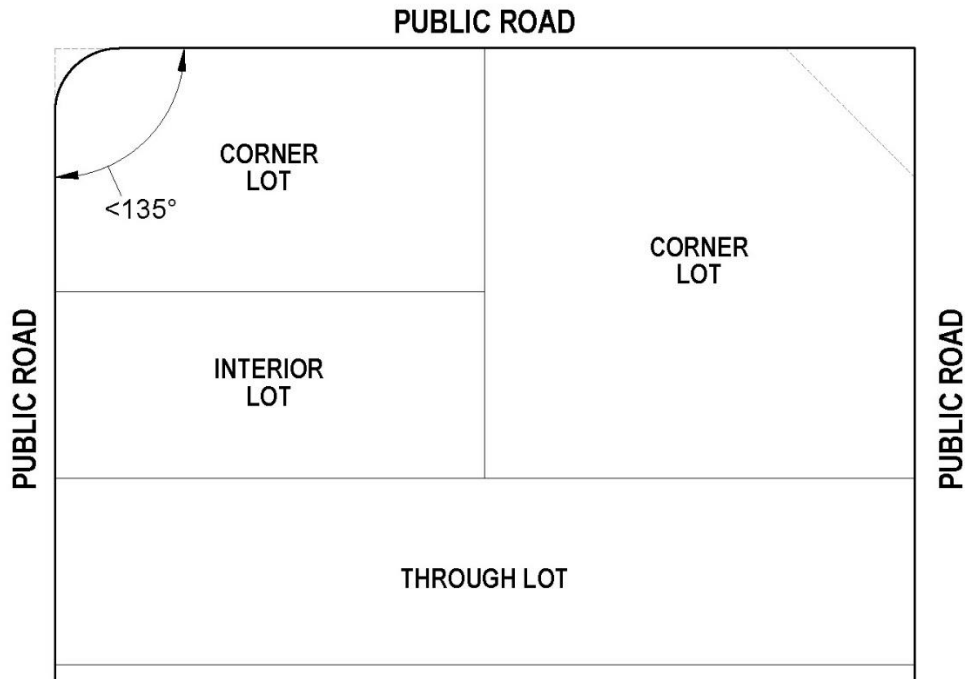 PUBLIC ROAD
CORNER
LOT
<135°
CORNER
LOT
PUBLIC ROAD
INTERIOR
LOT
PUBLIC ROAD
THROUGH LOT